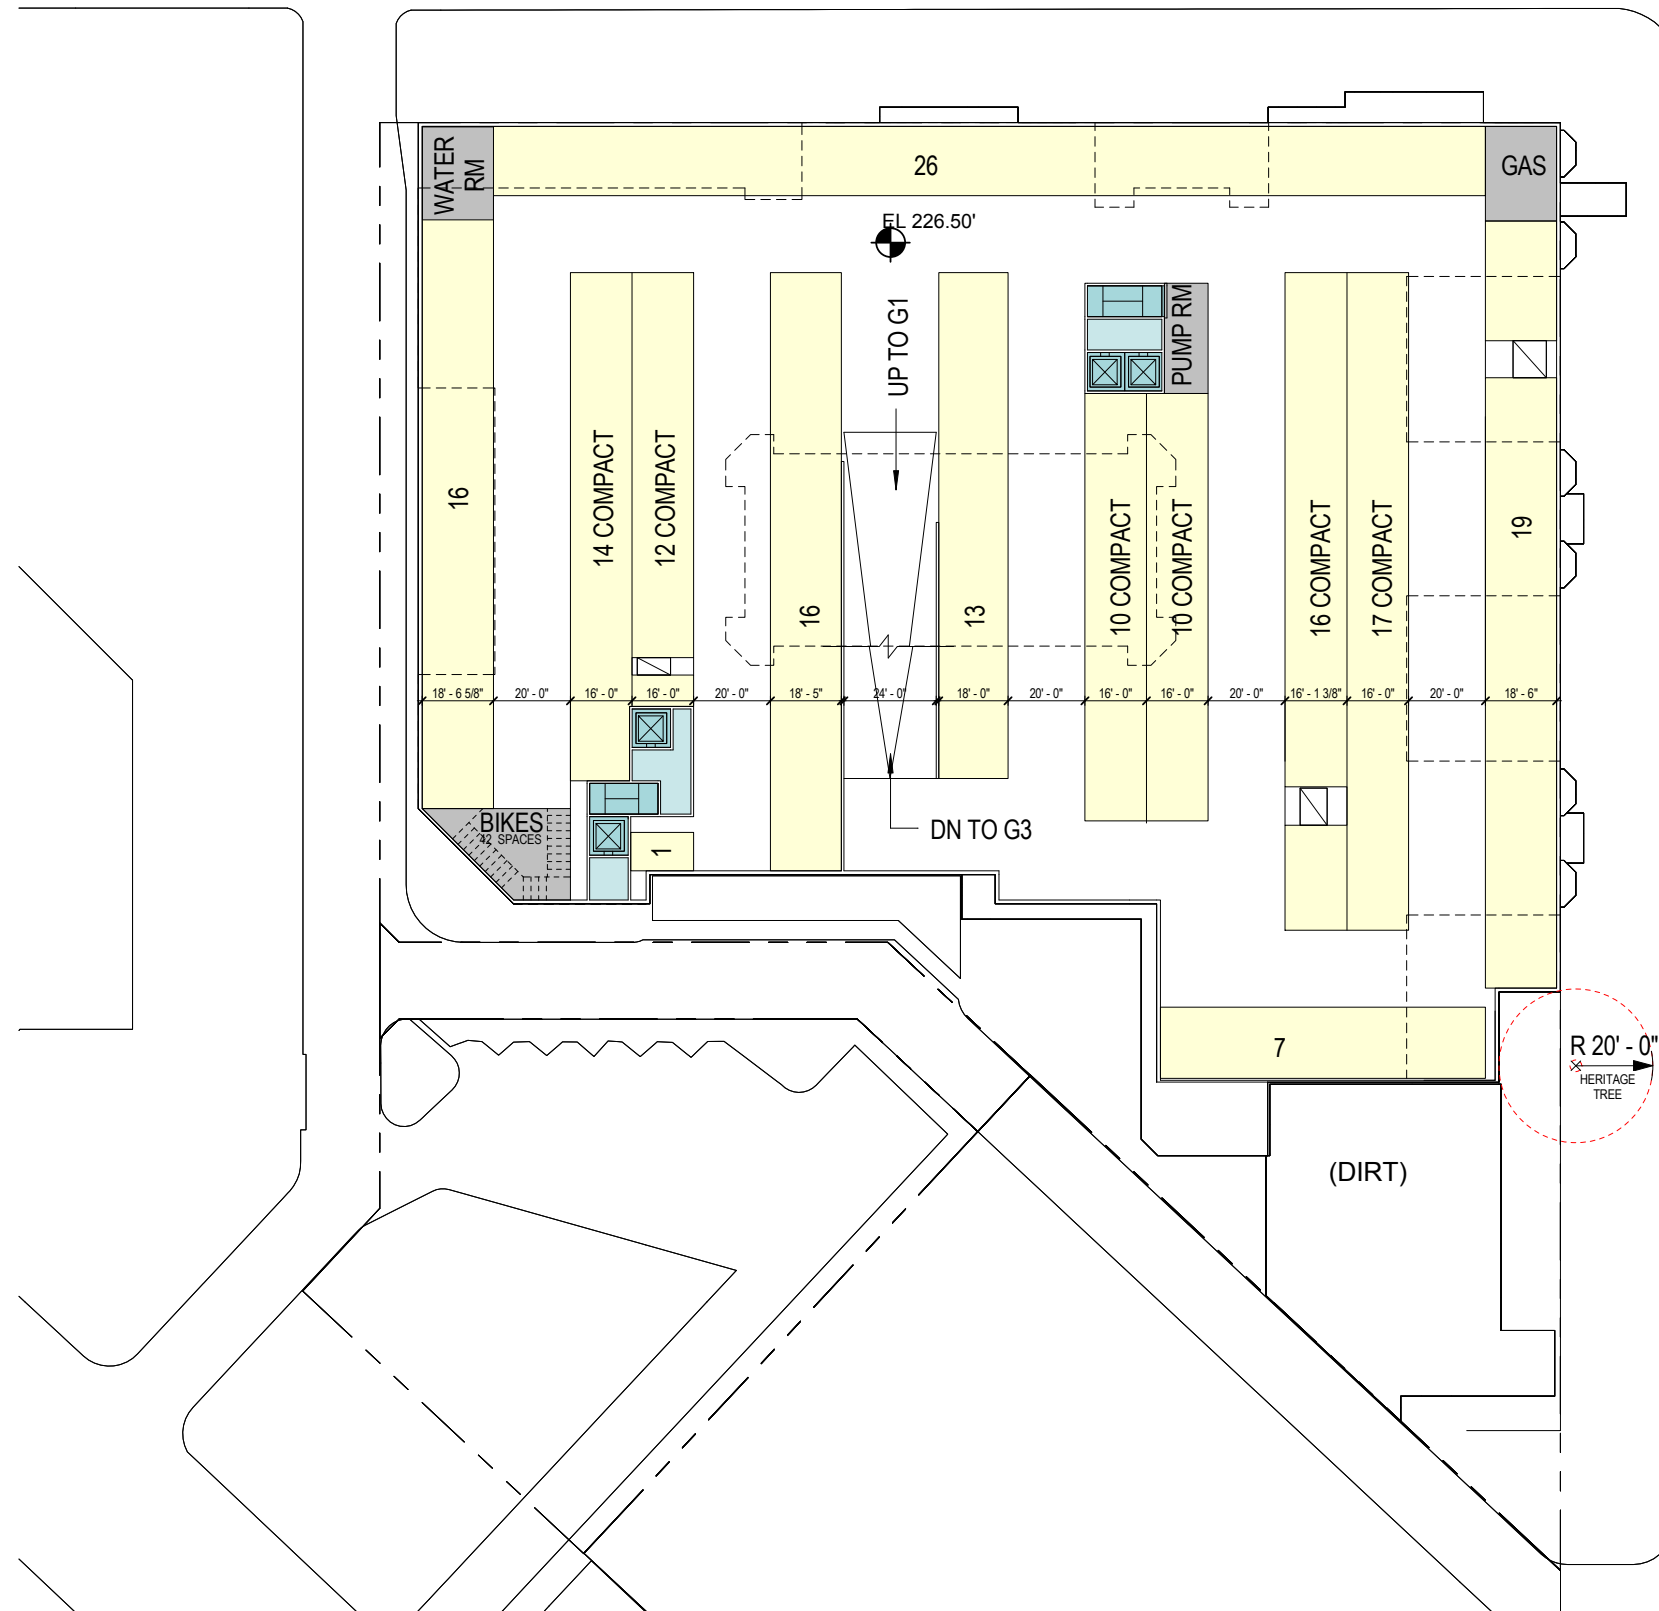 WATER
RM
26
GAS
EL 226.50'
UP TO G1
PUMP RM
16
14 COMPACT
12 COMPACT
16
13
10 COMPACT
10 COMPACT
16 COMPACT
17 COMPACT
19
18' - 6 5/8"
20' - 0"
16' - 0"
16' - 0"
20' - 0"
18' - 5"
24' - 0"
18' - 0"
20' - 0"
16' - 0"
16' - 0"
20' - 0"
16' - 1 3/8"
16' - 0"
20' - 0"
18' - 6"
BIKES
42 SPACES
1
DN TO G3
7
R 20' - 0"
HERITAGE
TREE
(DIRT)